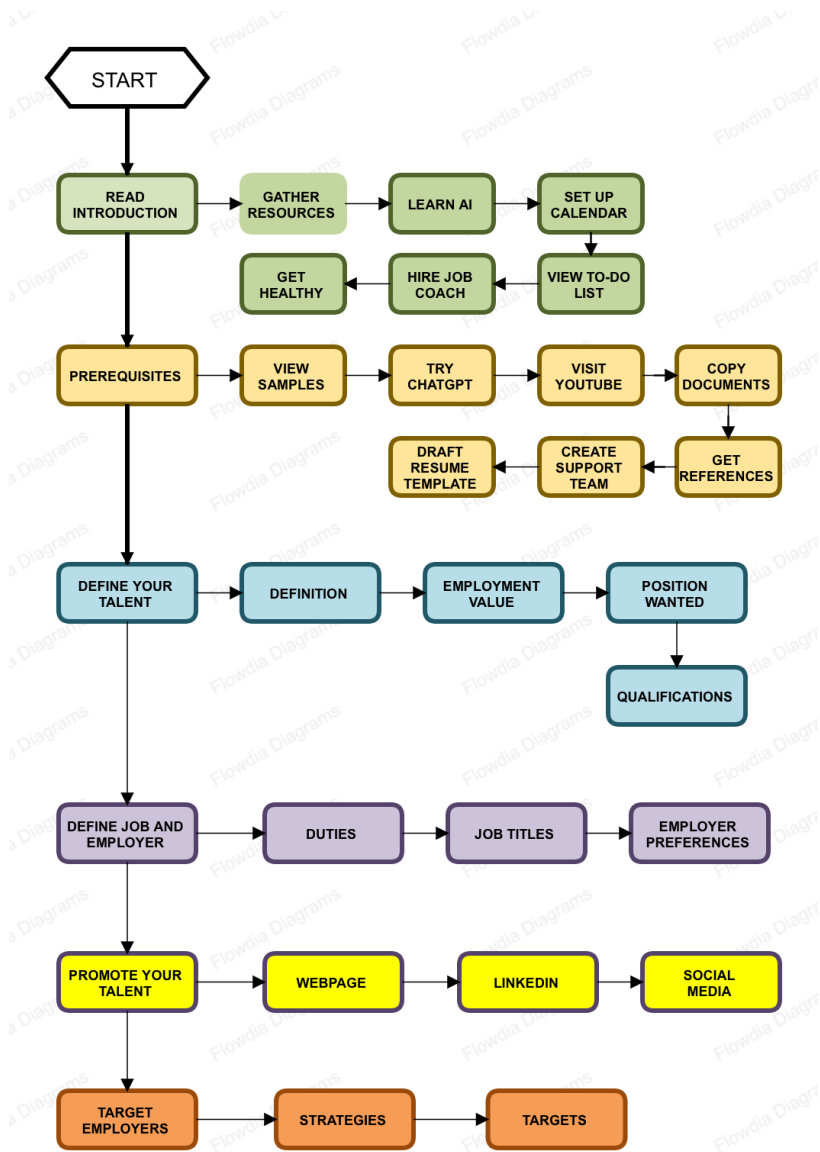 START
READ
INTRODUCTION
GATHER
RESOURCES
LEARN AI
SET UP
CALENDAR
VIEW TO-DO
LIST
HIRE JOB
COACH
GET
HEALTHY
PREREQUISITES
VIEW
SAMPLES
TRY
CHATGPT
VISIT
YOUTUBE
COPY
DOCUMENTS
GET
REFERENCES
CREATE
SUPPORT
TEAM
DRAFT
RESUME
TEMPLATE
DEFINE YOUR
TALENT
DEFINITION
EMPLOYMENT
VALUE
POSITION
WANTED
QUALIFICATIONS
DEFINE JOB AND
EMPLOYER
DUTIES
JOB TITLES
EMPLOYER
PREFERENCES
PROMOTE YOUR
TALENT
WEBPAGE
LINKEDIN
SOCIAL
MEDIA
TARGET
EMPLOYERS
STRATEGIES
TARGETS
Flowdia Diagrams